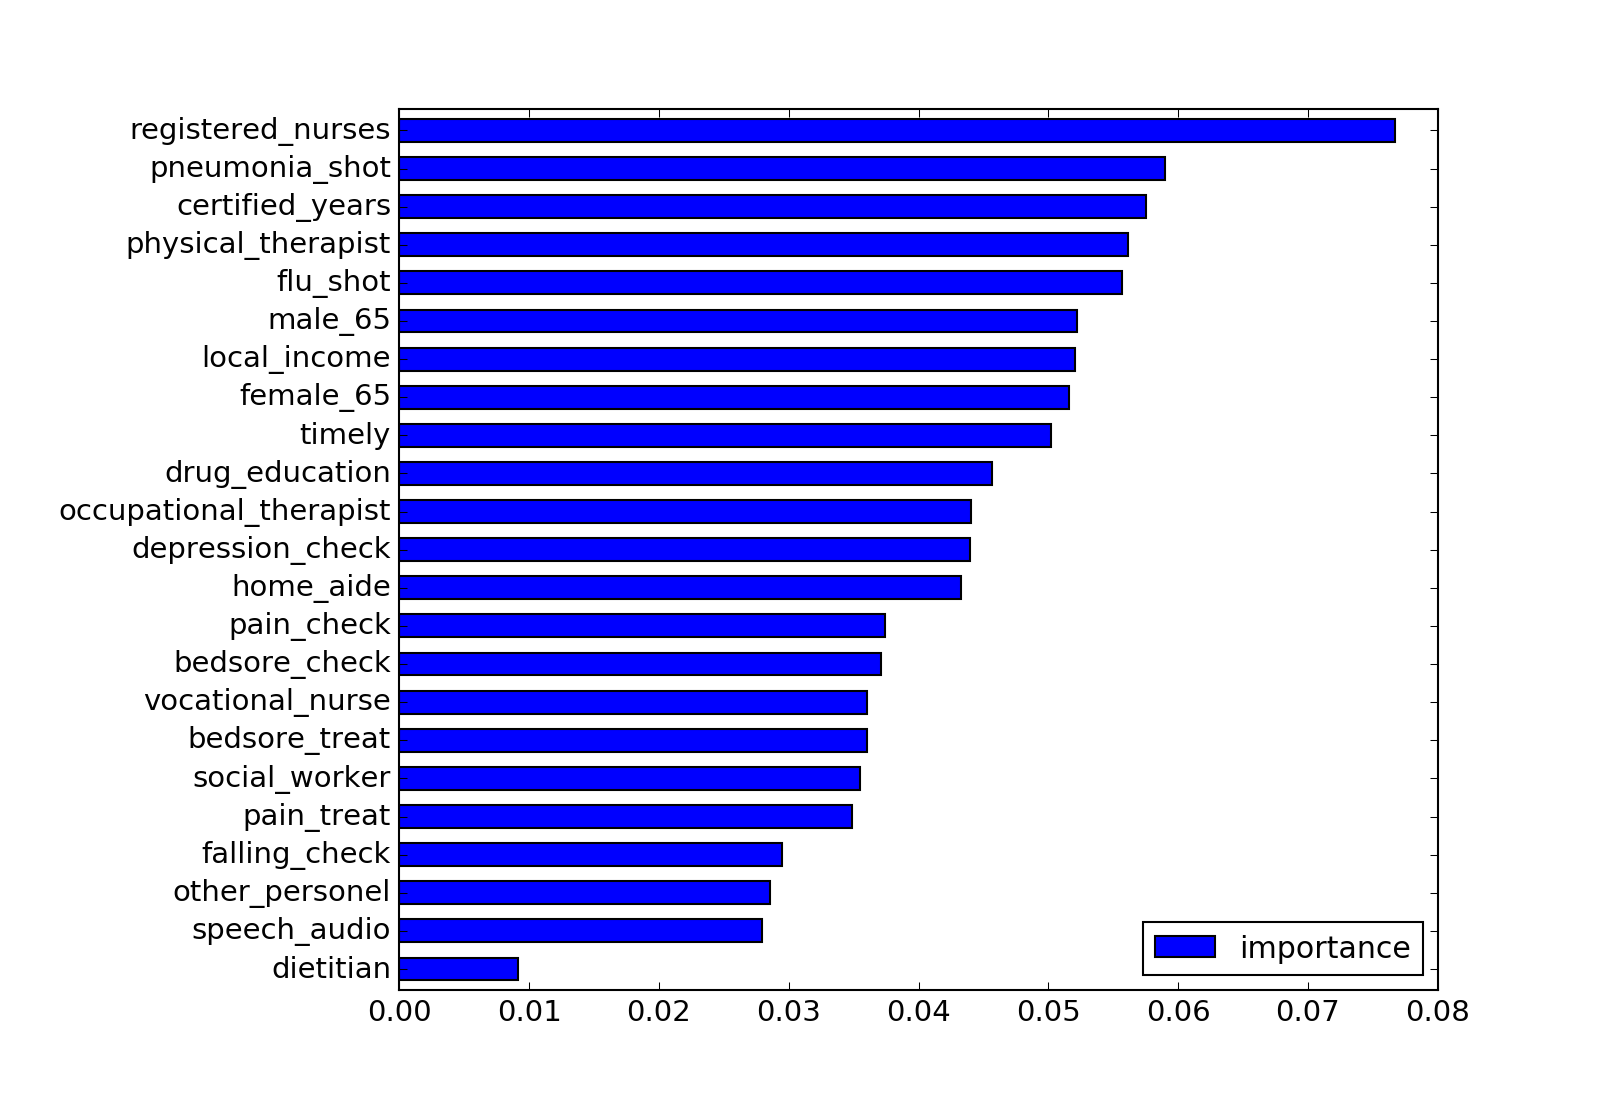 registered_nurses
pneumonia_shot
certified_years
physical_therapist
flu_shot
male_65
local_income
female_65
timely
drug_education
occupational_therapist
depression_check
home_aide
pain_check
bedsore_check
vocational_nurse
bedsore_treat
social_worker
pain_treat
falling_check
other_personel
speech_audio
dietitian
importance
0.00 0.01 0.02 0.03 0.04 0.05 0.06 0.07 0.08